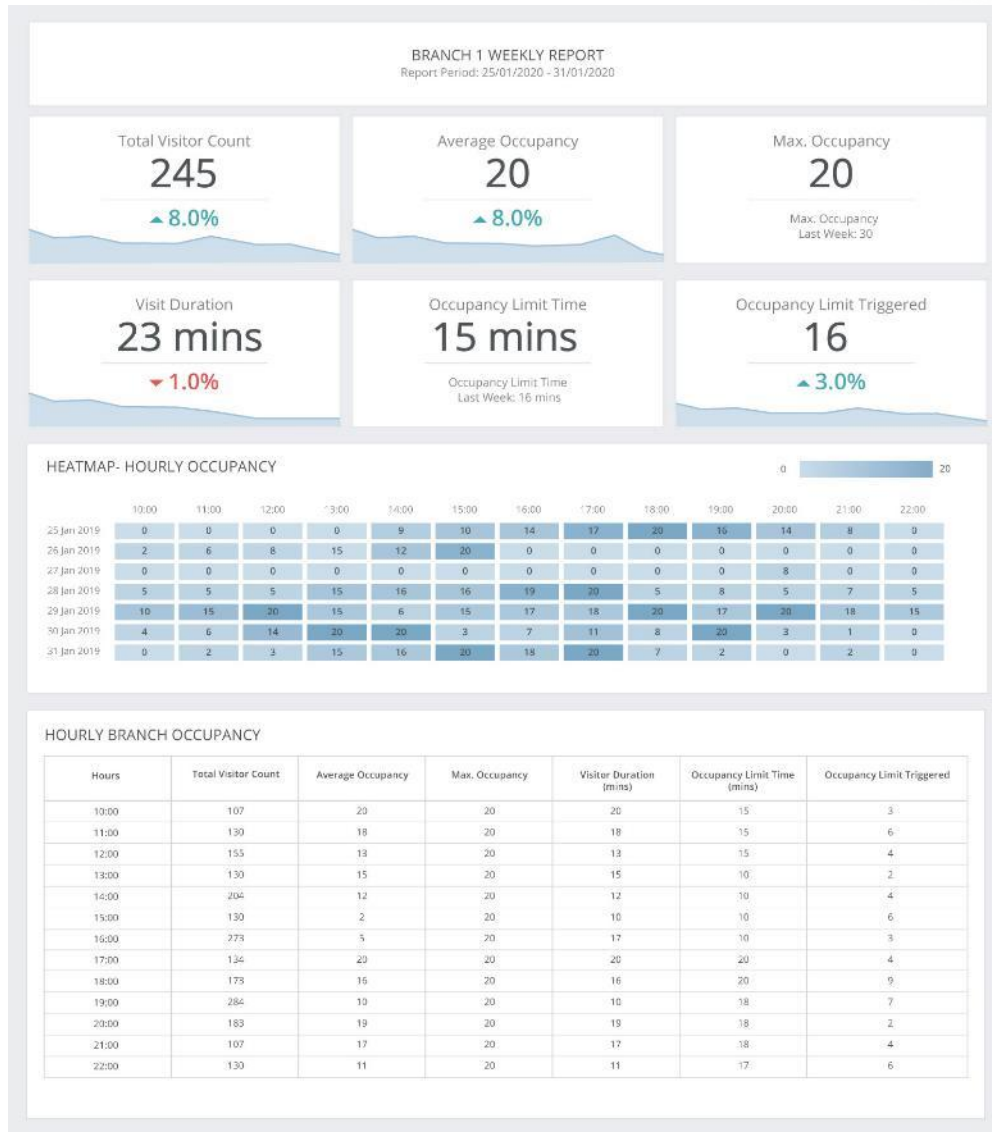 BRANCH 1 WEEKLY REPORT
Report Period: 25/01/2020 - 31/01/2020
Total Visitor Count
245
8.0%
Average Occupancy
20
8.0%
Max. Occupancy
20
Max. Occupancy
Last Week: 30
Visit Duration
23 mins
1.0%
Occupancy Limit Time
15 mins
Occupancy Limit Time
Last Week: 16 mins
Occupancy Limit Triggered
16
3.0%
HEATMAP- HOURLY OCCUPANCY
0 20
10:00 11:00 12:00 13:00 14:00 15:00 16:00 17:00 18:00 19:00 20:00 21:00 22:00
25 Jan 2019 0 0 0 0 9 10 14 17 20 16 14 8 0
26 Jan 2019 2 6 8 15 12 20 0 0 0 0 0 0 0
27 Jan 2019 0 0 0 0 0 0 0 0 0 0 8 0 0
28 Jan 2019 5 5 5 15 16 16 19 20 5 8 5 7 5
29 Jan 2019 10 15 20 15 6 15 17 18 20 17 20 18 15
30 Jan 2019 4 6 14 20 20 3 7 11 8 20 3 1 0
31 Jan 2019 0 2 3 15 16 20 18 20 7 2 0 2 0
HOURLY BRANCH OCCUPANCY
Hours Total Visitor Count Average Occupancy Max. Occupancy Visitor Duration (mins) Occupancy Limit Time (mins) Occupancy Limit Triggered
10:00 107 20 20 20 15 3
11:00 130 18 20 18 15 6
12:00 155 13 20 13 15 4
13:00 130 15 20 15 10 2
14:00 204 12 20 12 10 4
15:00 130 2 20 10 10 6
16:00 273 5 20 17 10 3
17:00 134 20 20 20 20 4
18:00 173 16 20 16 20 9
19:00 284 10 20 10 18 7
20:00 183 19 20 19 18 2
21:00 107 17 20 17 18 4
22:00 130 11 20 11 17 6